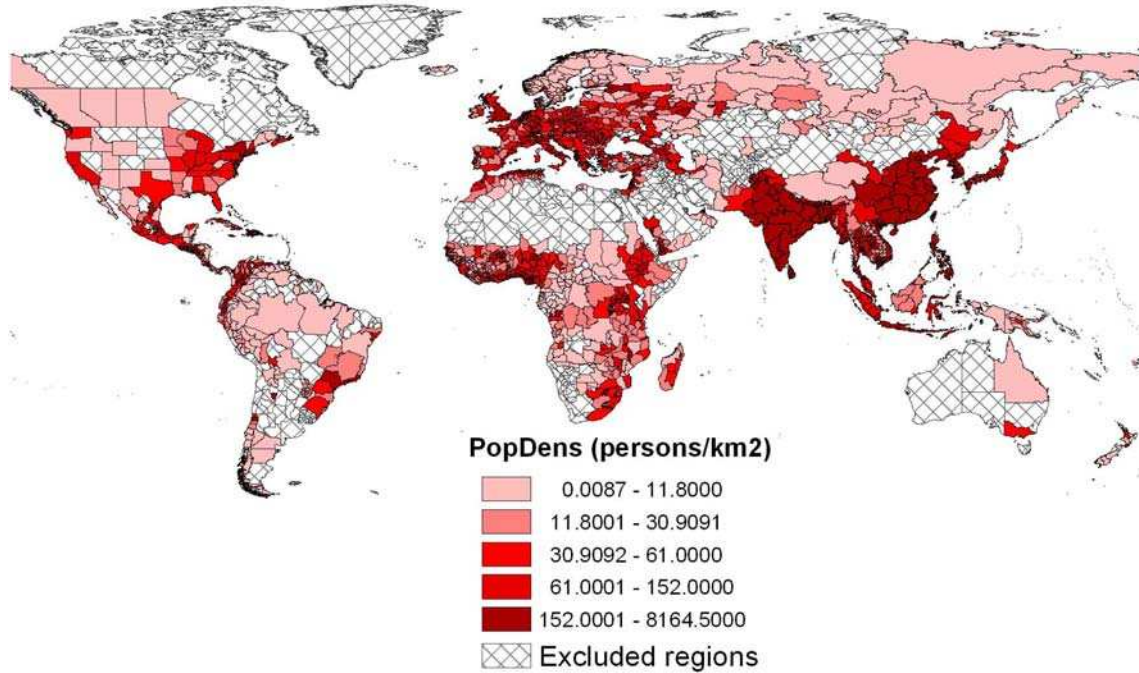 PopDens (persons/km2)
0.0087 - 11.8000
11.8001 - 30.9091
30.9092 - 61.0000
61.0001 - 152.0000
152.0001 - 8164.5000
Excluded regions